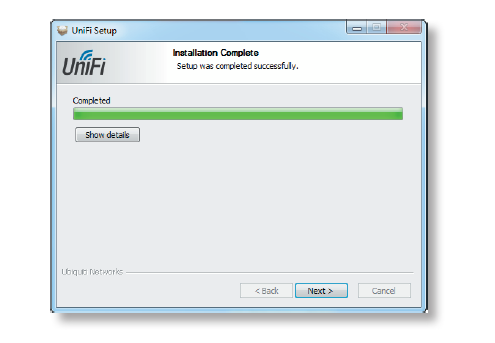 UniFi Setup
UniFi
Installation Complete
Setup was completed successfully.
Completed
Show details
Ubiquiti Networks
< Back
Next >
Cancel